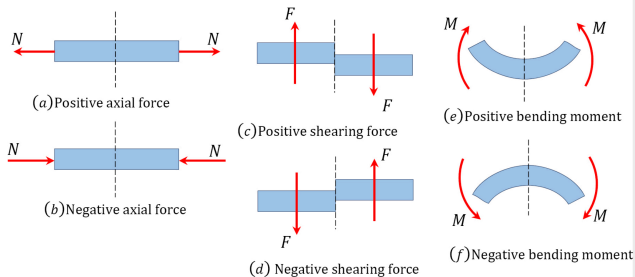 N N
(a)Positive axial force
N N
(b)Negative axial force
F
F
(c)Positive shearing force
F
F
(d) Negative shearing force
M M
(e)Positive bending moment
M M
(f)Negative bending moment